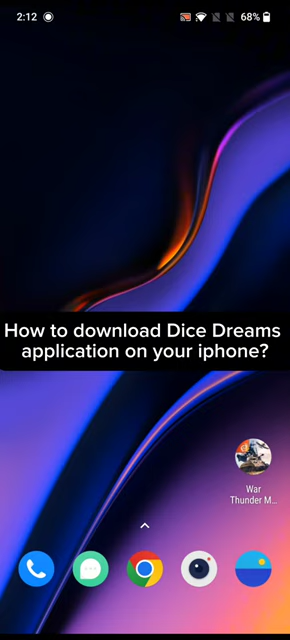 2:12
68%
How to download Dice Dreams
application on your iphone?
War
Thunder M...